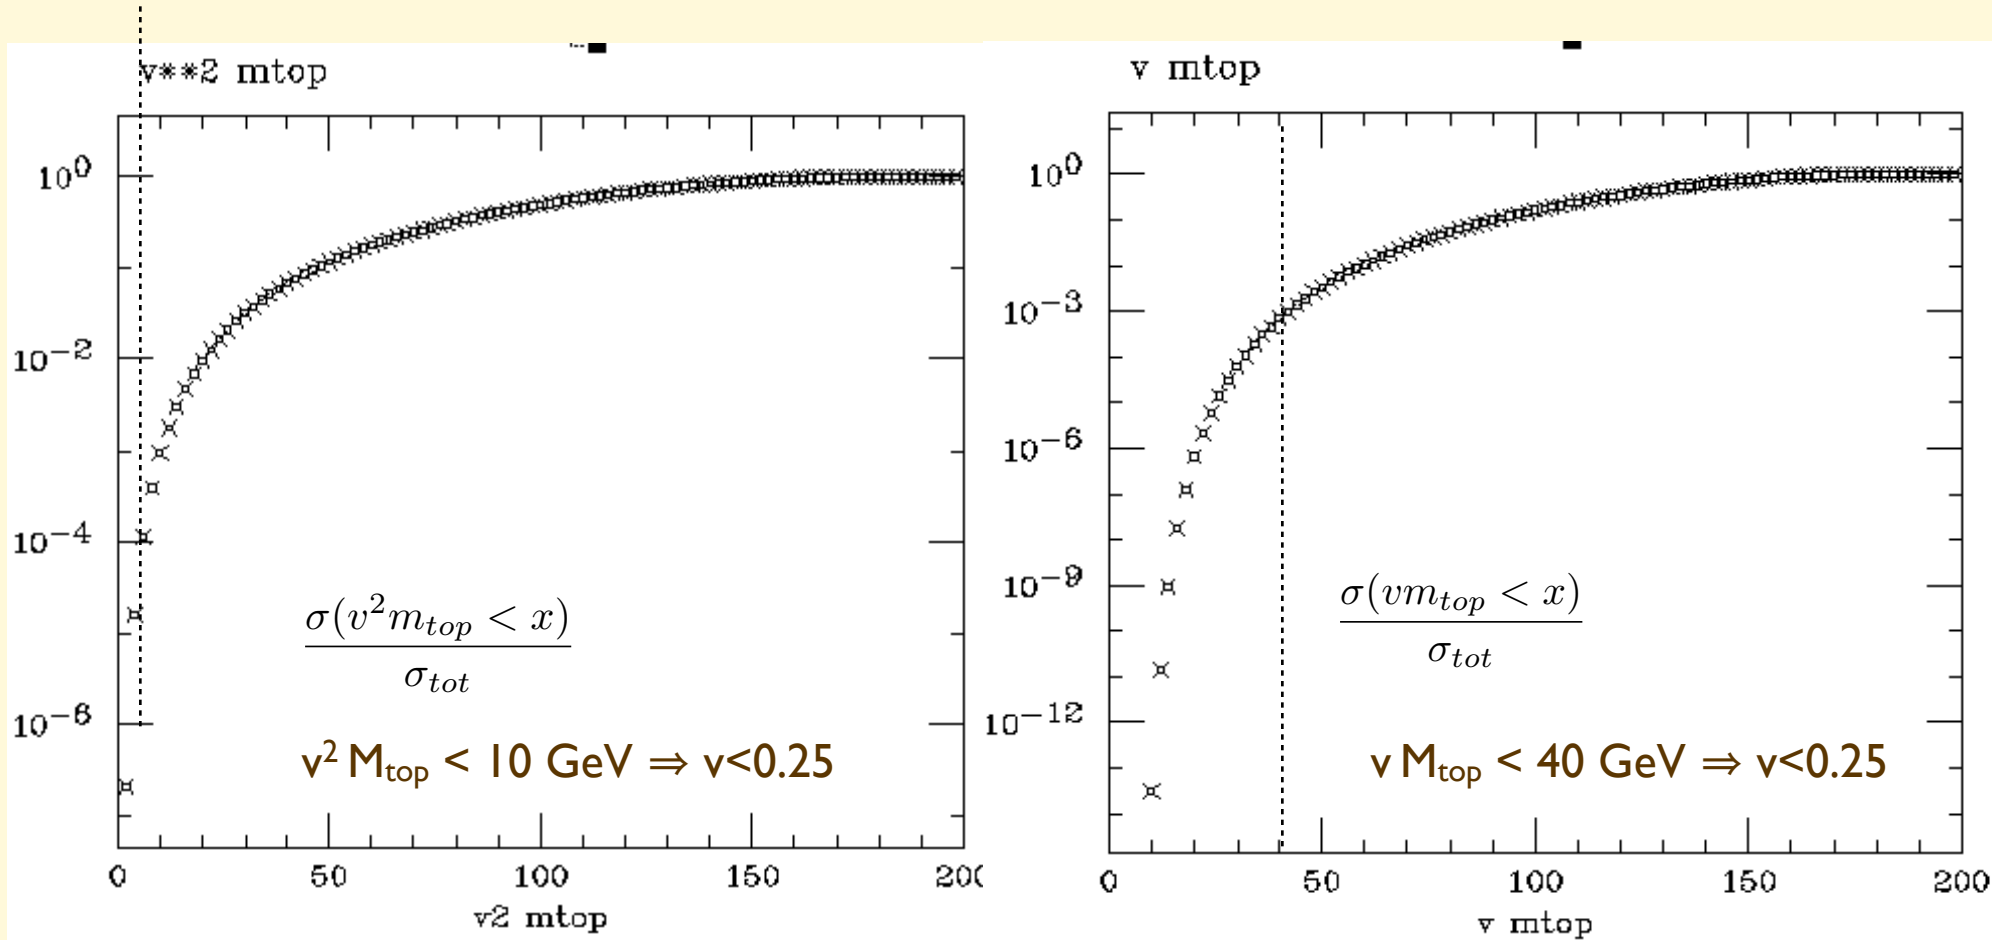 v**2 mtop
10^0
10^-2
10^-4
10^-6
σ(v²m_top < x)
σ_tot
v² M_top < 10 GeV ⇒ v<0.25
0 50 100 150 200
v2 mtop
v mtop
10^0
10^-3
10^-6
10^-9
10^-12
σ(vm_top < x)
σ_tot
v M_top < 40 GeV ⇒ v<0.25
0 50 100 150 200
v mtop